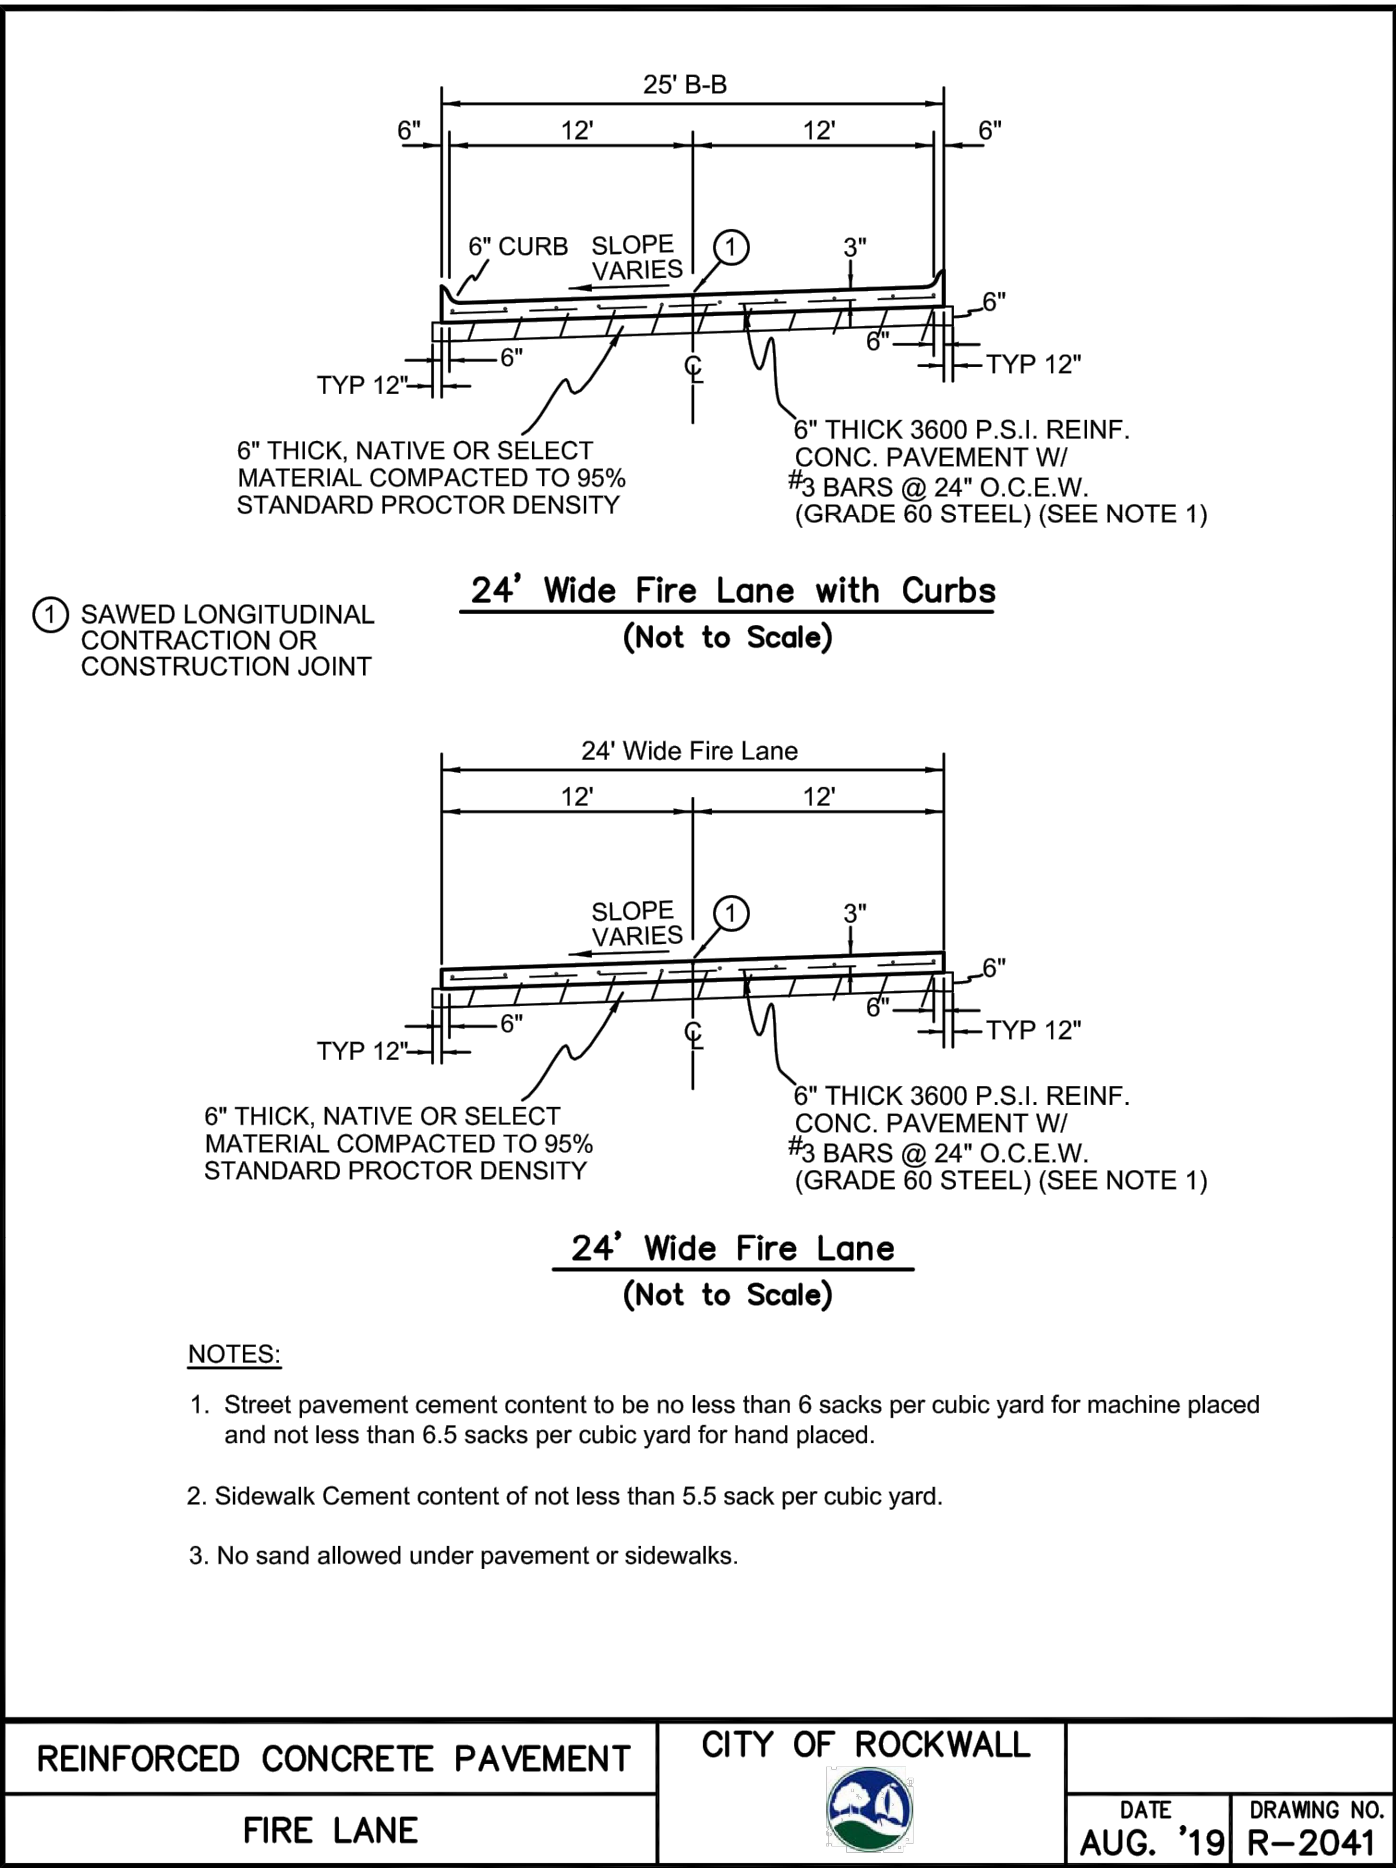 25' B-B
6" 12' 12' 6"
6" CURB SLOPE 1 3"
VARIES
6"
6" 6"
TYP 12" C L TYP 12"
6" THICK, NATIVE OR SELECT
MATERIAL COMPACTED TO 95%
STANDARD PROCTOR DENSITY
6" THICK 3600 P.S.I. REINF.
CONC. PAVEMENT W/
#3 BARS @ 24" O.C.E.W.
(GRADE 60 STEEL) (SEE NOTE 1)
24' Wide Fire Lane with Curbs
(Not to Scale)
1 SAWED LONGITUDINAL
CONTRACTION OR
CONSTRUCTION JOINT
24' Wide Fire Lane
12' 12'
SLOPE 1 3"
VARIES
6"
6" 6"
TYP 12" C L TYP 12"
6" THICK, NATIVE OR SELECT
MATERIAL COMPACTED TO 95%
STANDARD PROCTOR DENSITY
6" THICK 3600 P.S.I. REINF.
CONC. PAVEMENT W/
#3 BARS @ 24" O.C.E.W.
(GRADE 60 STEEL) (SEE NOTE 1)
24' Wide Fire Lane
(Not to Scale)
NOTES:
1. Street pavement cement content to be no less than 6 sacks per cubic yard for machine placed
and not less than 6.5 sacks per cubic yard for hand placed.
2. Sidewalk Cement content of not less than 5.5 sack per cubic yard.
3. No sand allowed under pavement or sidewalks.
REINFORCED CONCRETE PAVEMENT
FIRE LANE
CITY OF ROCKWALL
DATE
AUG. '19
DRAWING NO.
R-2041